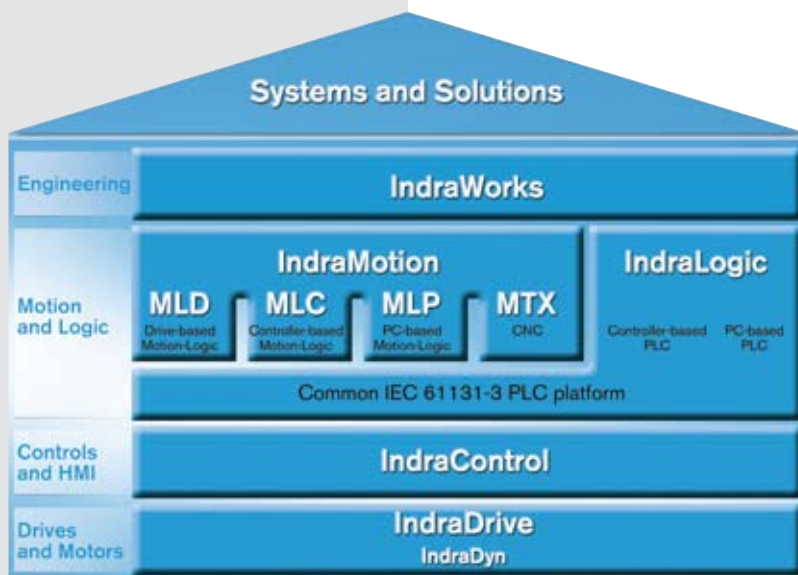 Systems and Solutions
Engineering
IndraWorks
Motion
and Logic
IndraMotion
MLD
Drive-based
Motion-Logic
MLC
Controller-based
Motion-Logic
MLP
PC-based
Motion-Logic
MTX
CNC
IndraLogic
Controller-based
PLC
PC-based
PLC
Common IEC 61131-3 PLC platform
Controls
and HMI
IndraControl
Drives
and Motors
IndraDrive
IndraDyn